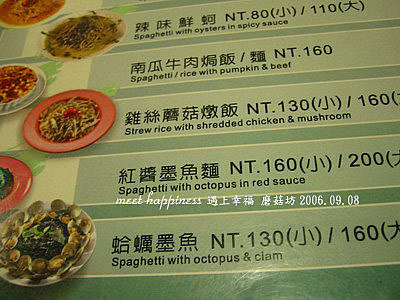 辣味鮮蚵 NT.80(小) / 110(大)
Spaghetti with oysters in spicy sauce
南瓜牛肉焗飯 / 麵 NT.160
Spaghetti / rice with pumpkin & beef
雞絲蘑菇燉飯 NT.130(小) / 160(大
Strew rice with shredded chicken & mushroom
紅醬墨魚麵 NT.160(小) / 200(大
Spaghetti with octopus in red sauce
meet happiness 遇上幸福 蘑菇坊 2006.09.08
蛤蠣墨魚 NT.130(小) / 160(大
Spaghetti with octopus & clam